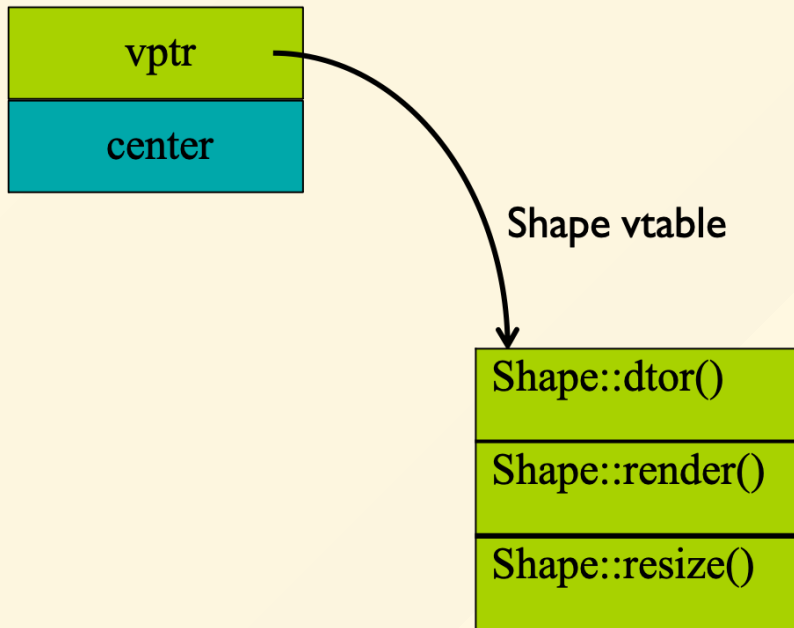 vptr
center
Shape vtable
Shape::dtor()
Shape::render()
Shape::resize()